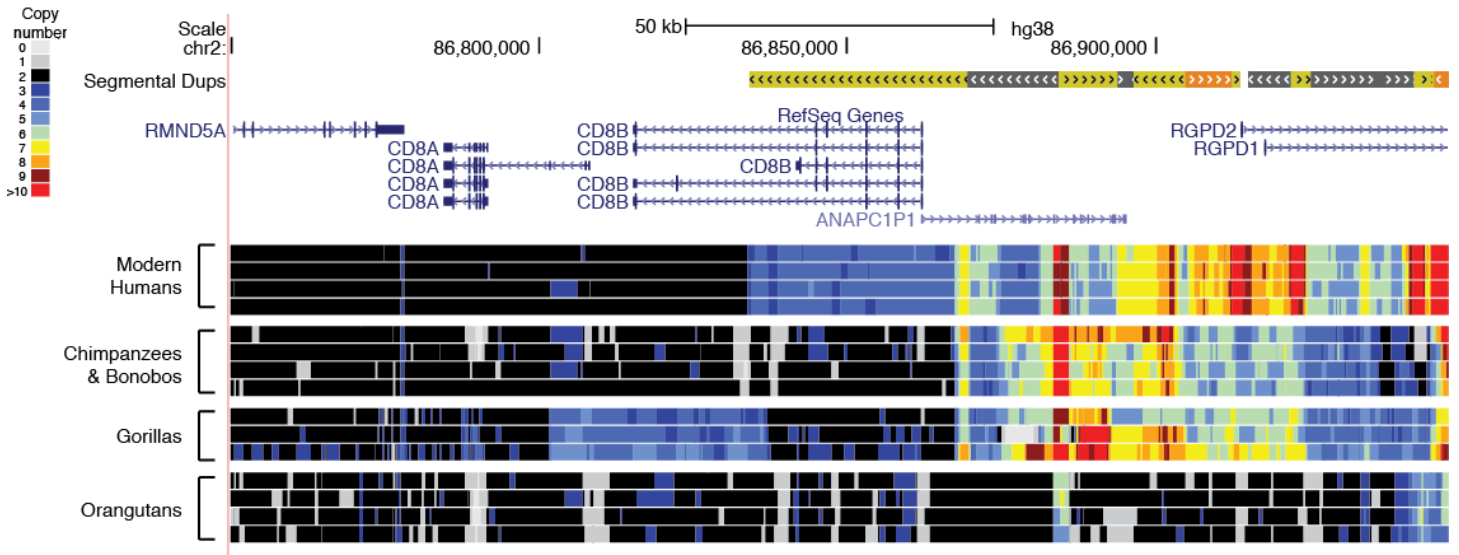 Copy
number
0
1
2
3
4
5
6
7
8
9
>10
Scale
50 kb
hg38
chr2:
86,800,000
86,850,000
86,900,000
Segmental Dups
RefSeq Genes
RMND5A
CD8B
RGPD2
CD8A
CD8B
RGPD1
CD8A
CD8B
CD8A
CD8B
CD8A
CD8B
ANAPC1P1
Modern
Humans
Chimpanzees
& Bonobos
Gorillas
Orangutans